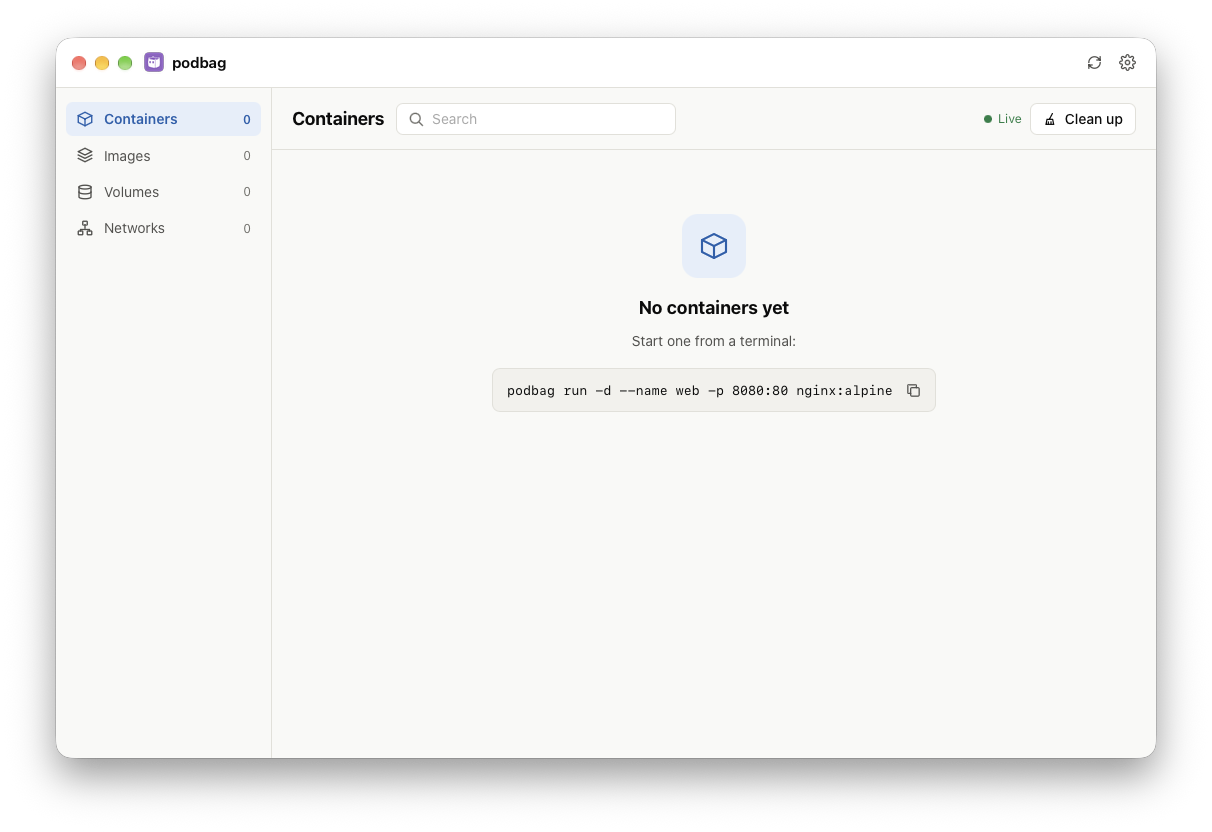 podbag
Containers 0
Images 0
Volumes 0
Networks 0
Containers
Search
Live
Clean up
No containers yet
Start one from a terminal:
podbag run -d --name web -p 8080:80 nginx:alpine